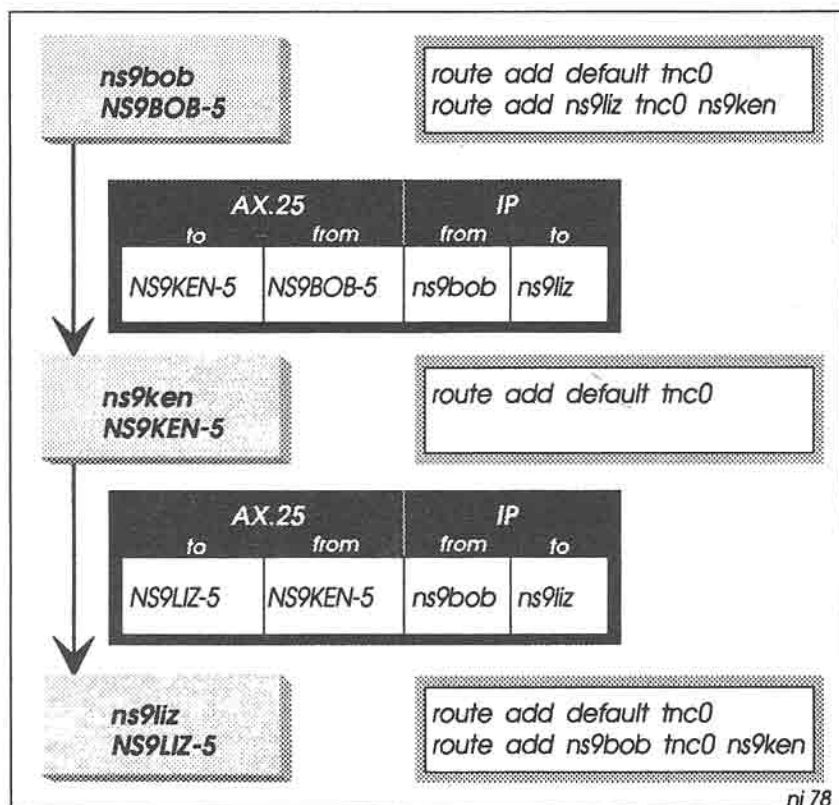 ns9bob
NS9BOB-5
route add default tnc0
route add ns9liz tnc0 ns9ken
AX.25 IP
to from from to
NS9KEN-5 NS9BOB-5 ns9bob ns9liz
ns9ken
NS9KEN-5
route add default tnc0
AX.25 IP
to from from to
NS9LIZ-5 NS9KEN-5 ns9bob ns9liz
ns9liz
NS9LIZ-5
route add default tnc0
route add ns9bob tnc0 ns9ken
ni 78